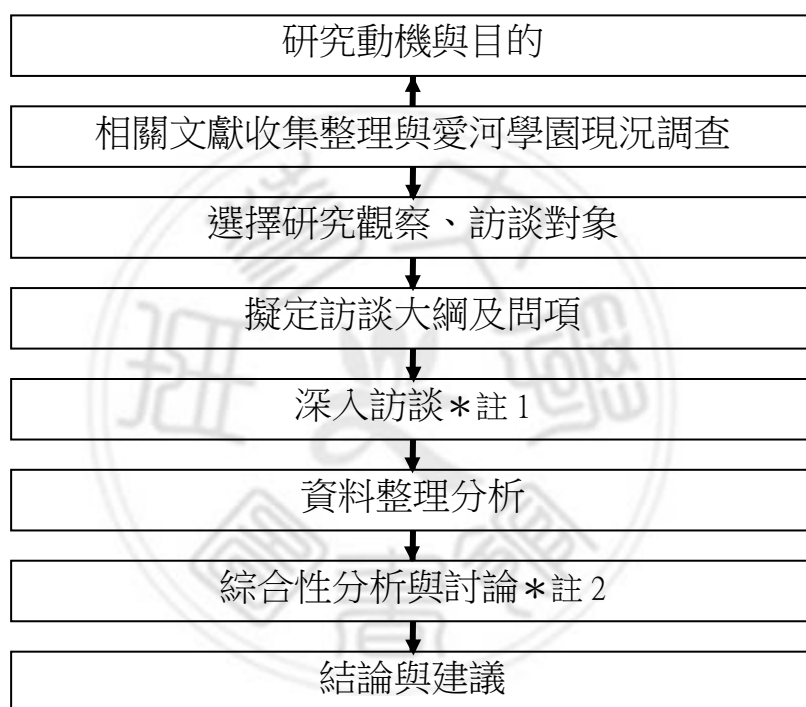 研究動機與目的
相關文獻收集整理與愛河學園現況調查
選擇研究觀察、訪談對象
擬定訪談大綱及問項
深入訪談＊註 1
資料整理分析
綜合性分析與討論＊註 2
結論與建議